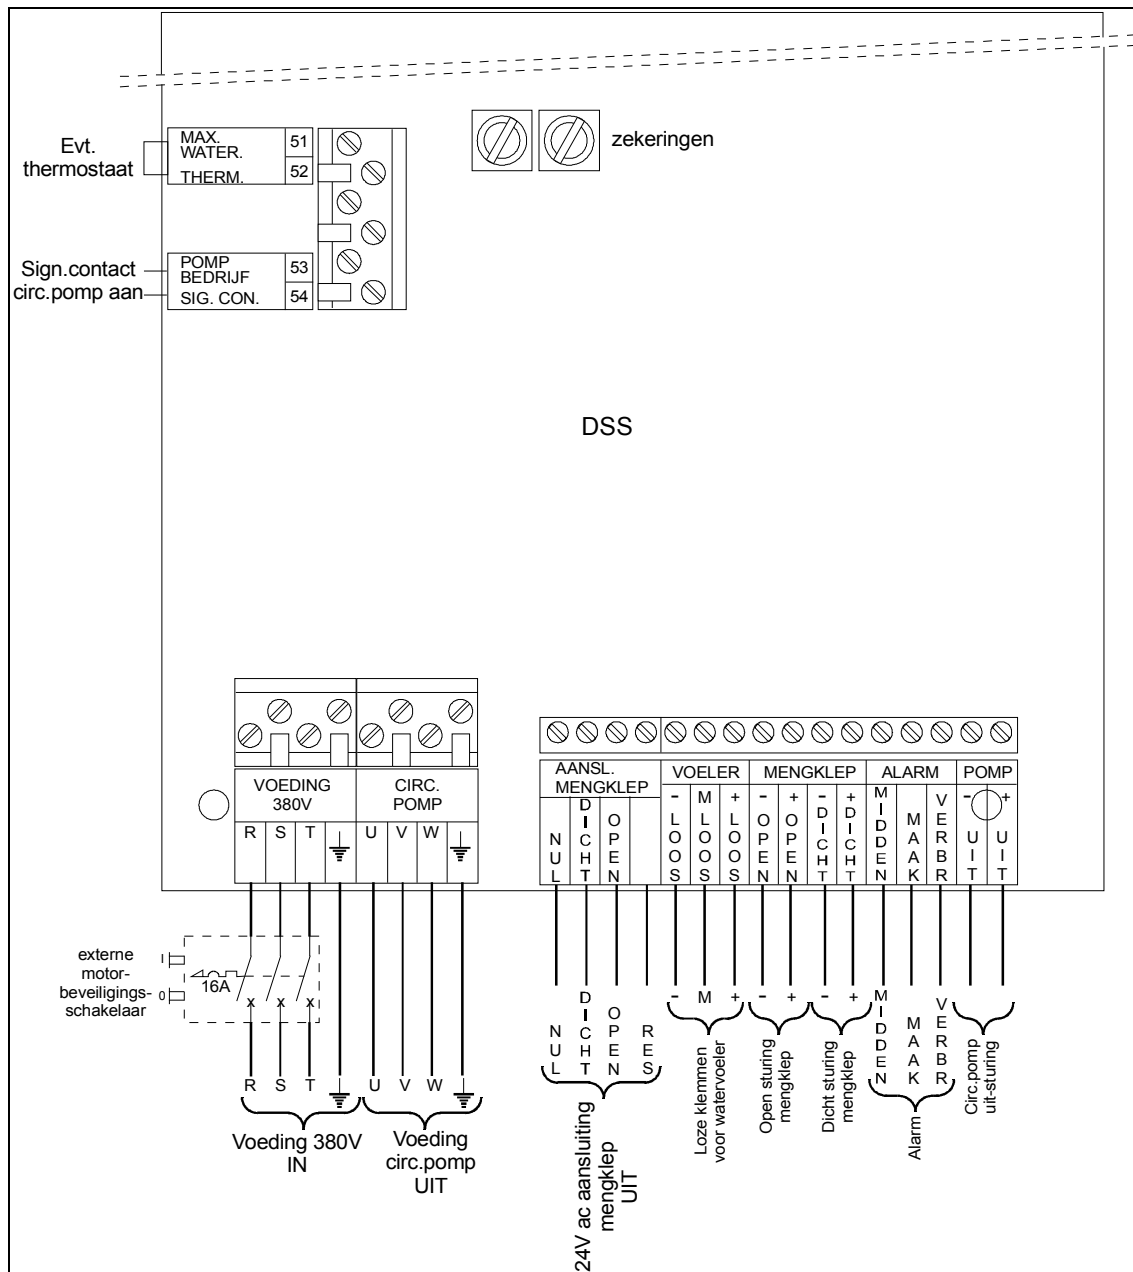 Evt.
thermostaat
MAX.
WATER.
THERM.
51
52
zekeringen
Sign.contact
circ.pomp aan
POMP
BEDRIJF
SIG. CON.
53
54
DSS
VOEDING
380V
CIRC.
POMP
R S T U V W
AANSL.
MENGKLEP
NUL
DICHT
OPEN
VOELER
- LOOS
M LOOS
+ LOOS
MENGKLEP
- OPEN
+ OPEN
- DICHT
+ DICHT
ALARM
MIDDEN
MAAK
VERBR
POMP
- UIT
+ UIT
externe
motor-
beveiligings-
schakelaar
I
0
16A
x x x
R S T U V W
Voeding 380V
IN
Voeding
circ.pomp
UIT
NUL
DICHT
OPEN
RES
24V ac aansluiting
mengklep
UIT
- M +
Loze klemmen
voor watervoeler
- +
Open sturing
mengklep
- +
Dicht sturing
mengklep
MIDDEN
MAAK
VERBR
Alarm
Circ.pomp
uit-sturing